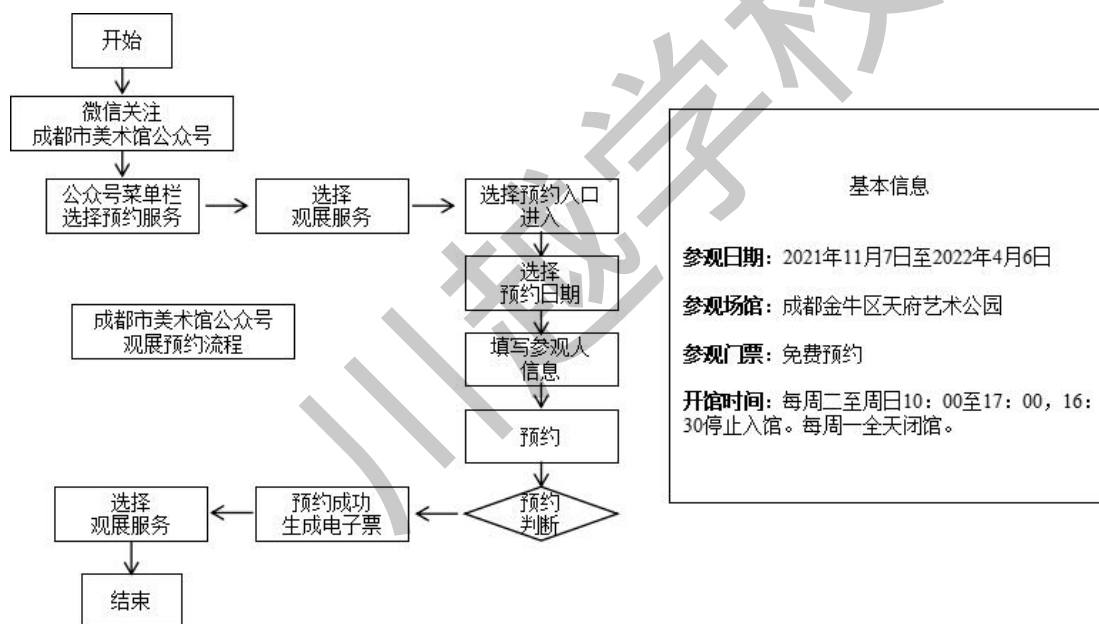 开始
微信关注
成都市美术馆公众号
公众号菜单栏
选择预约服务
选择
观展服务
选择预约入口
进入
选择
预约日期
填写参观人
信息
预约
预约
判断
预约成功
生成电子票
选择
观展服务
结束
成都市美术馆公众号
观展预约流程
基本信息
参观日期：2021年11月7日至2022年4月6日
参观场馆：成都金牛区天府艺术公园
参观门票：免费预约
开馆时间：每周二至周日10：00至17：00，16：
30停止入馆。每周一全天闭馆。
川越学校